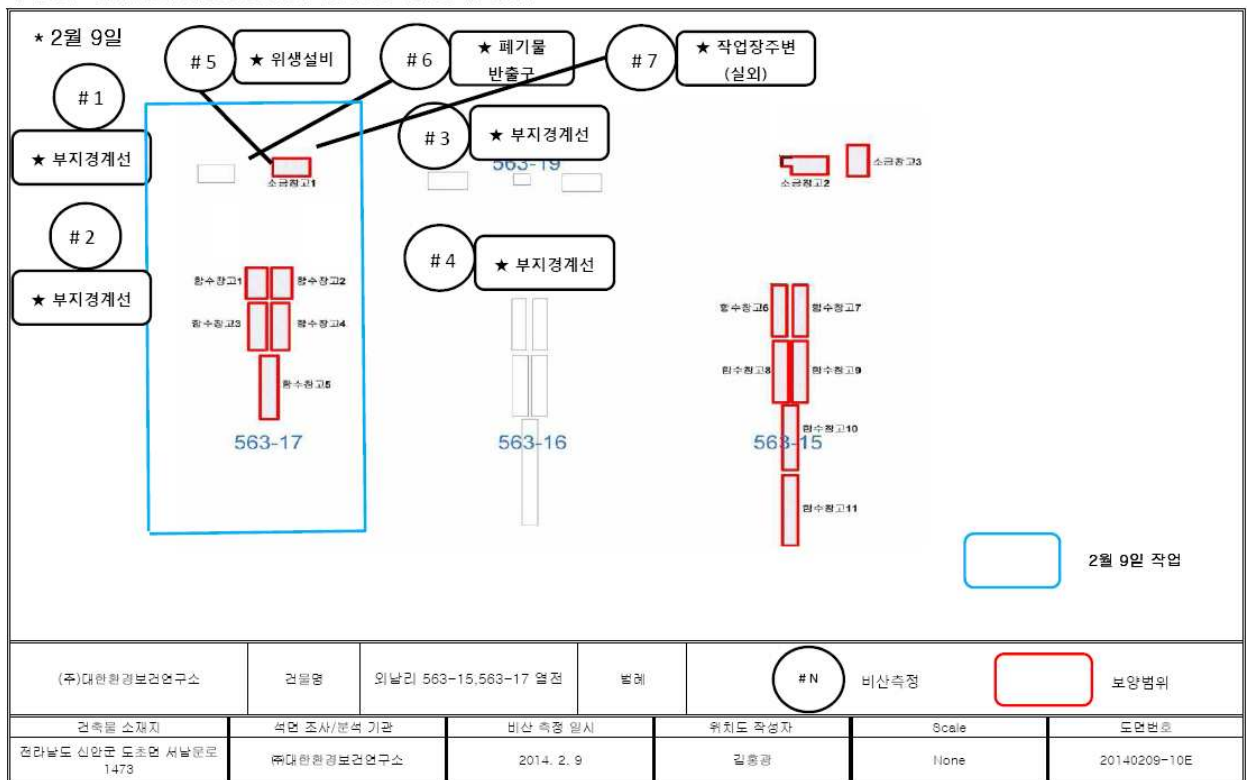 * 2월 9일
#5
★ 위생설비
#6
★ 폐기물
반출구
#7
★ 작업장주변
(실외)
#1
★ 부지경계선
#3
★ 부지경계선
563-19
소금창고1
소금창고2
소금창고3
#2
★ 부지경계선
#4
★ 부지경계선
함수창고1
함수창고2
함수창고3
함수창고4
함수창고5
함수창고6
함수창고7
함수창고8
함수창고9
함수창고10
함수창고11
563-17
563-16
563-15
2월 9일 작업
(주)대한환경보건연구소
건물명
외남리 563-15,563-17 염전
범례
#N
비산측정
보양범위
건축물 소재지
석면 조사/분석 기관
비산 측정 일시
위치도 작성자
Scale
도면번호
전라남도 신안군 도초면 서남문로
1473
㈜대한환경보건연구소
2014. 2. 9
김홍광
None
20140209-10E